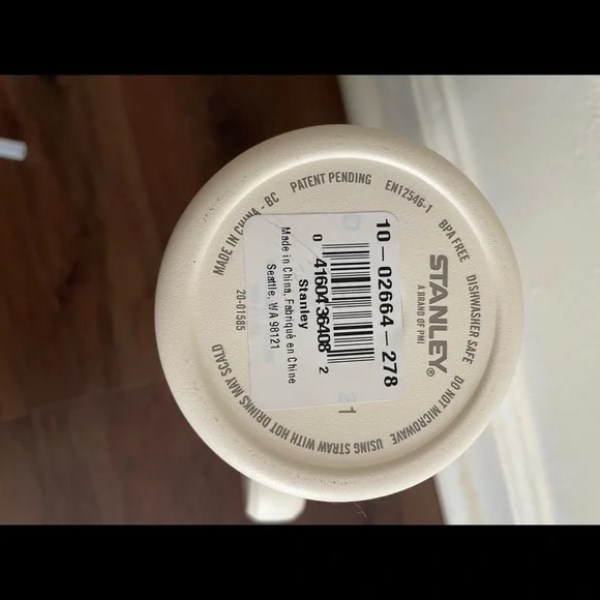 STANLEY®
A BRAND OF PMI
MADE IN CHINA - BC PATENT PENDING EN12546-1 BPA FREE DISHWASHER SAFE DO NOT MICROWAVE USING STRAW WITH HOT DRINKS MAY SCALD
10-02664-278
0 41604 36408 2
Stanley
Made in China, Fabriqué en Chine
Seattle, WA 98121
20-01585
21